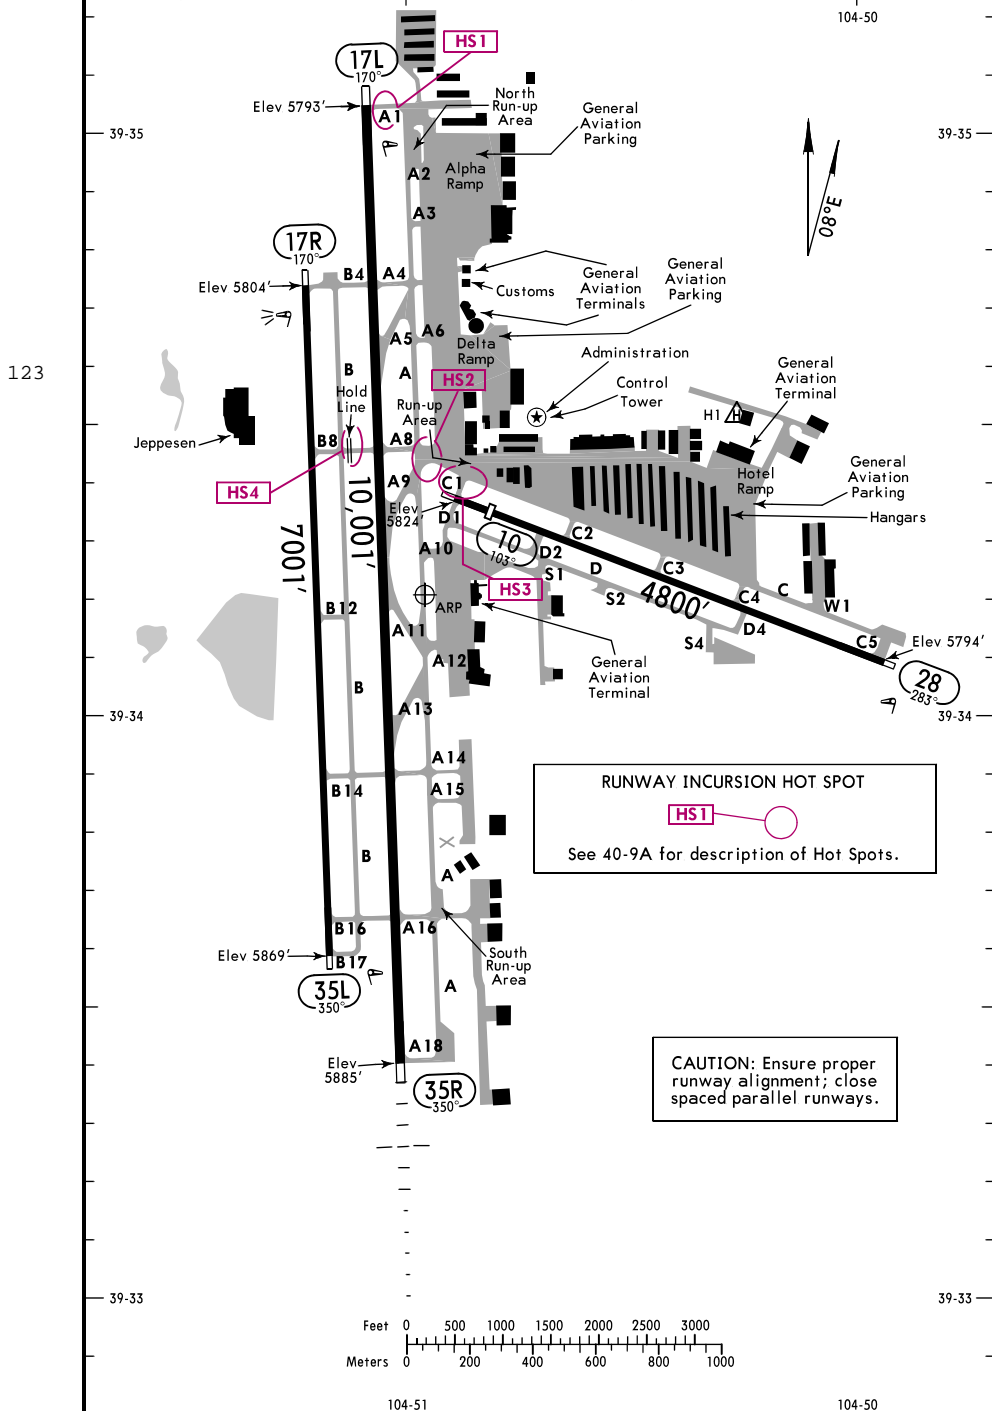 104-50
HS1
17L
170°
Elev 5793'
A1
North
Run-up
Area
General
Aviation
Parking
39-35
39-35
A2
Alpha
Ramp
A3
08°E
17R
170°
B4
A4
Elev 5804'
Customs
General
Aviation
Terminals
General
Aviation
Parking
A5
A6
Delta
Ramp
Administration
123
B
A
HS2
Control
Tower
General
Aviation
Terminal
Hold
Line
Run-up
Area
H1
H
Jeppesen
B8
A8
HS4
A9
C1
Hotel
Ramp
General
Aviation
Parking
Hangars
10,001'
7001'
Elev
5824'
D1
10
103°
C2
D2
A10
S1
D
C3
HS3
S2
4800'
C4
C
W1
B12
ARP
A11
D4
S4
C5
Elev 5794'
A12
General
Aviation
Terminal
28
283°
B
A13
39-34
39-34
A14
B14
A15
RUNWAY INCURSION HOT SPOT
HS1
See 40-9A for description of Hot Spots.
B
A
B16
A16
Elev 5869'
B17
South
Run-up
Area
35L
350°
A
A18
Elev
5885'
35R
350°
CAUTION: Ensure proper
runway alignment; close
spaced parallel runways.
39-33
39-33
Feet 0 500 1000 1500 2000 2500 3000
Meters 0 200 400 600 800 1000
104-51
104-50